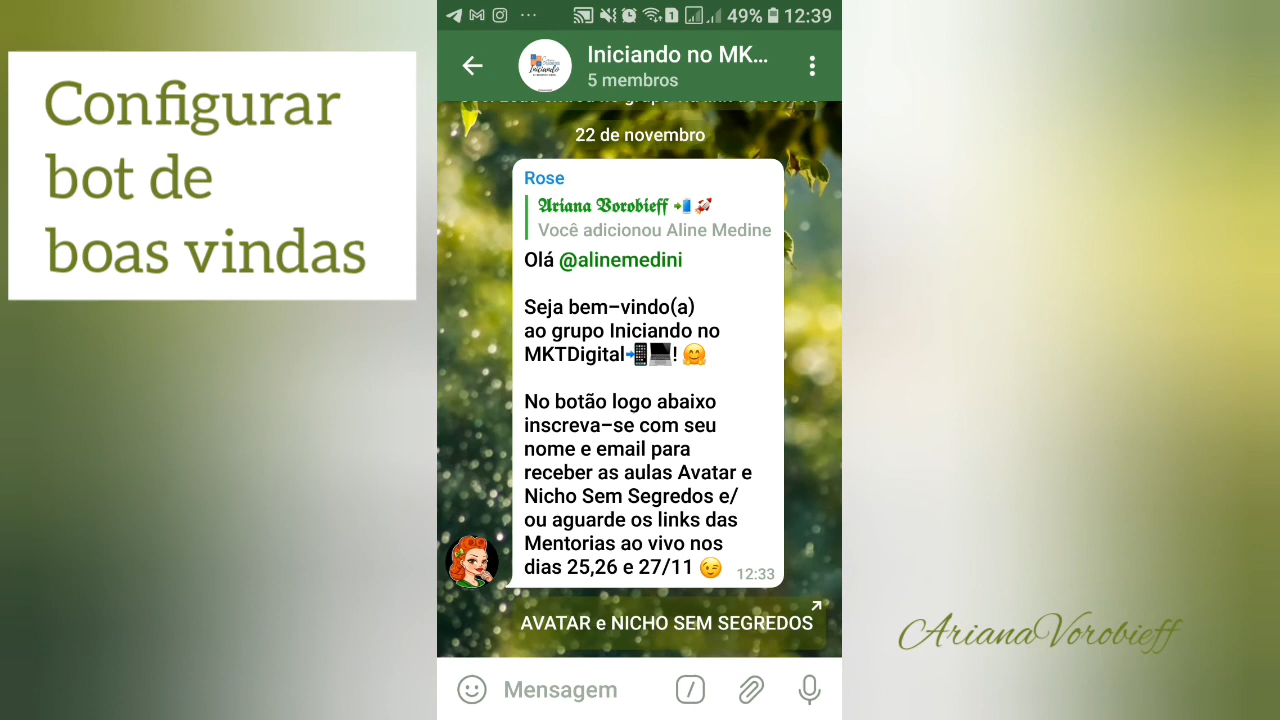 Configurar
bot de
boas vindas
49% 12:39
Iniciando no MK...
5 membros
22 de novembro
Rose
Ariana Vorobieff 📲🚀
Você adicionou Aline Medine
Olá @alinemedini
Seja bem-vindo(a)
ao grupo Iniciando no
MKTDigital📲💻! 🤗
No botão logo abaixo
inscreva-se com seu
nome e email para
receber as aulas Avatar e
Nicho Sem Segredos e/
ou aguarde os links das
Mentorias ao vivo nos
dias 25,26 e 27/11 😉 12:33
AVATAR e NICHO SEM SEGREDOS
Mensagem
ArianaVorobieff